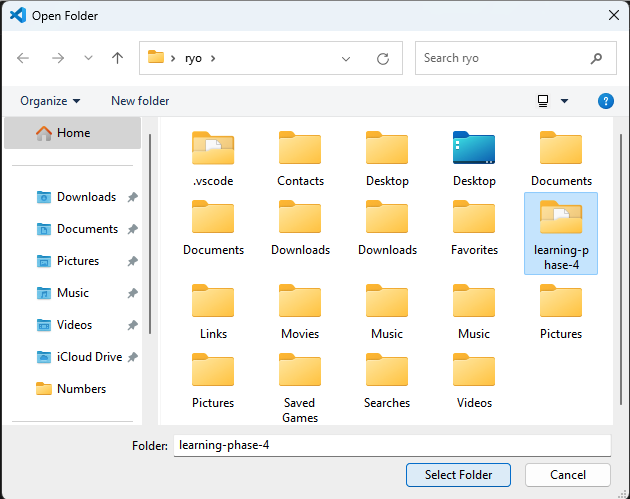 Open Folder
ryo
Search ryo
Organize
New folder
Home
Downloads
Documents
Pictures
Music
Videos
iCloud Drive
Numbers
.vscode
Contacts
Desktop
Desktop
Documents
Documents
Downloads
Downloads
Favorites
learning-p
hase-4
Links
Movies
Music
Music
Pictures
Pictures
Saved
Games
Searches
Videos
Folder: learning-phase-4
Select Folder
Cancel